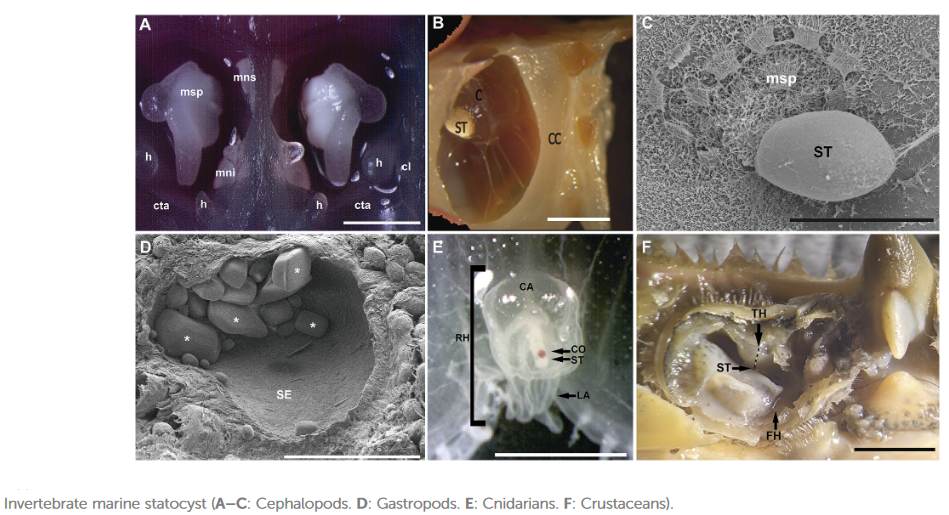 A
mns
msp
h
mni
h
cl
cta
h
h
cta
B
C
ST
CC
C
msp
ST
D
*
*
*
*
SE
E
CA
RH
CO
ST
LA
F
TH
ST
FH
Invertebrate marine statocyst (A–C: Cephalopods. D: Gastropods. E: Cnidarians. F: Crustaceans).